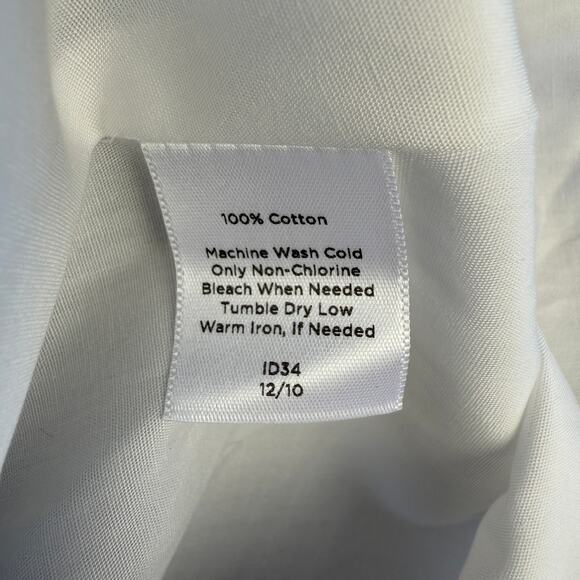 100% Cotton
Machine Wash Cold
Only Non-Chlorine
Bleach When Needed
Tumble Dry Low
Warm Iron, If Needed
ID34
12/10